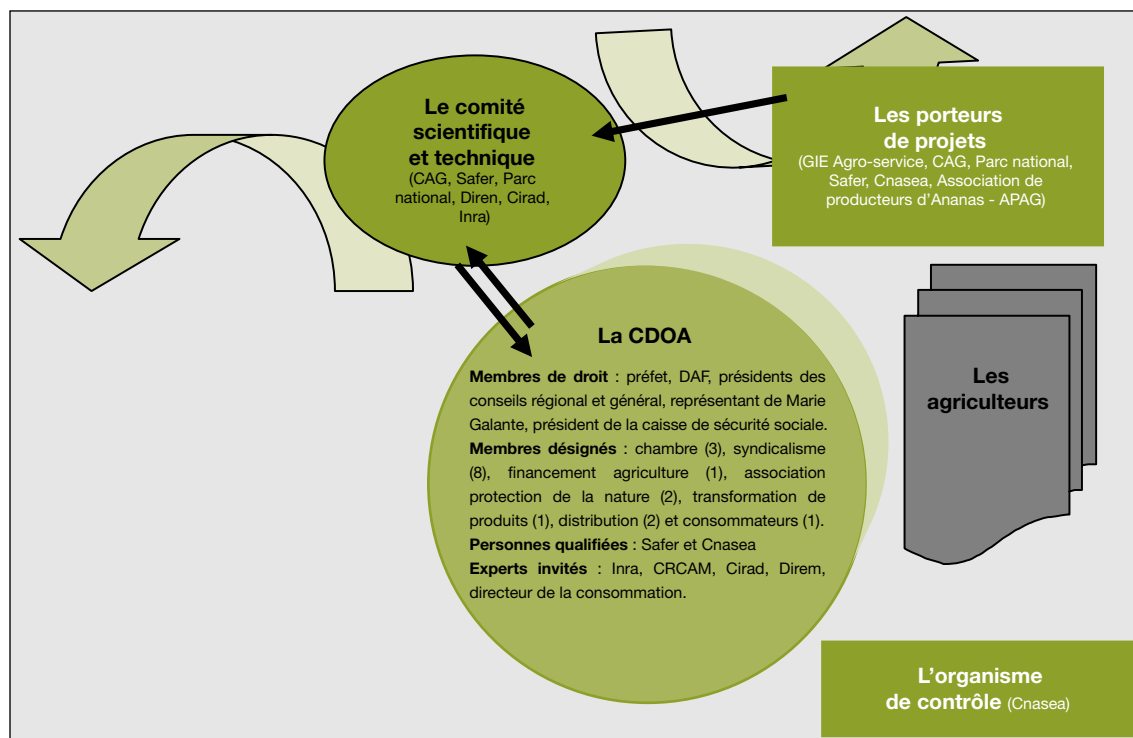 Le comité
scientifique
et technique
(CAG, Safer, Parc
national, Diren, Cirad,
Inra)
Les porteurs
de projets
(GIE Agro-service, CAG, Parc national,
Safer, Cnasea, Association de
producteurs d'Ananas - APAG)
La CDOA
Membres de droit : préfet, DAF, présidents des
conseils régional et général, représentant de Marie
Galante, président de la caisse de sécurité sociale.
Membres désignés : chambre (3), syndicalisme
(8), financement agriculture (1), association
protection de la nature (2), transformation de
produits (1), distribution (2) et consommateurs (1).
Personnes qualifiées : Safer et Cnasea
Experts invités : Inra, CRCAM, Cirad, Direm,
directeur de la consommation.
Les
agriculteurs
L'organisme
de contrôle (Cnasea)